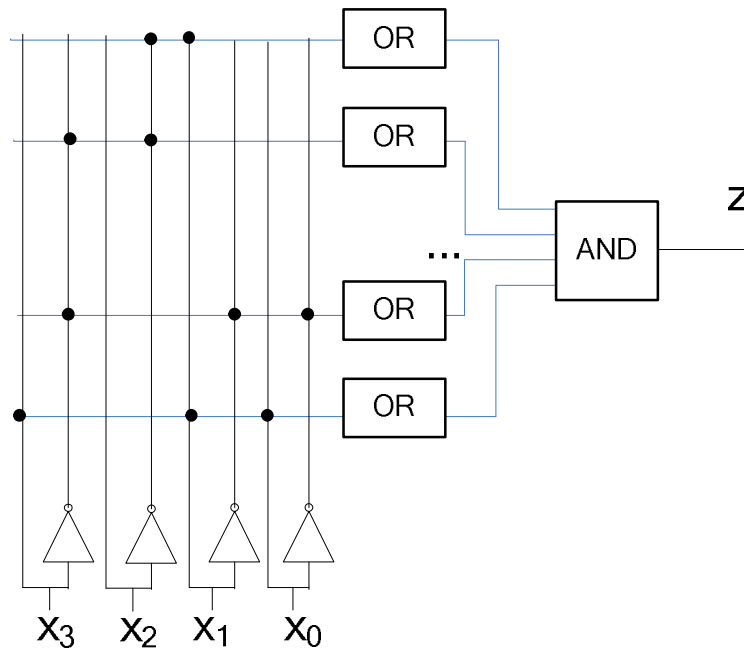 OR
OR
Z
AND
...
OR
OR
X₃ X₂ X₁ X₀